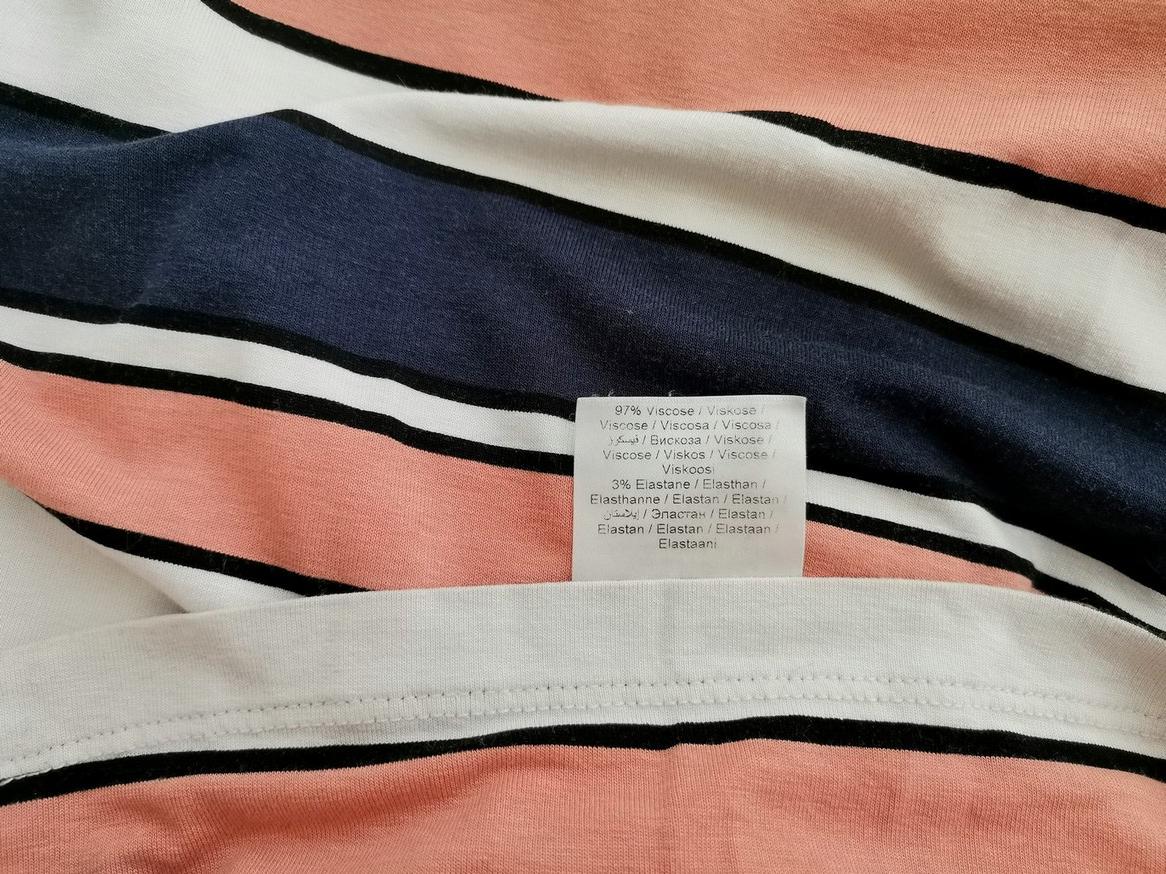 97% Viscose / Viskose /
Viscose / Viscosa / Viscosa /
فيسكوز / Вискоза / Viskose /
Viscose / Viskos / Viscose /
Viskoosi
3% Elastane / Elasthan /
Elasthanne / Elastan / Elastan /
إيلاستان / Эластан / Elastan /
Elastan / Elastan / Elastaan /
Elastaani